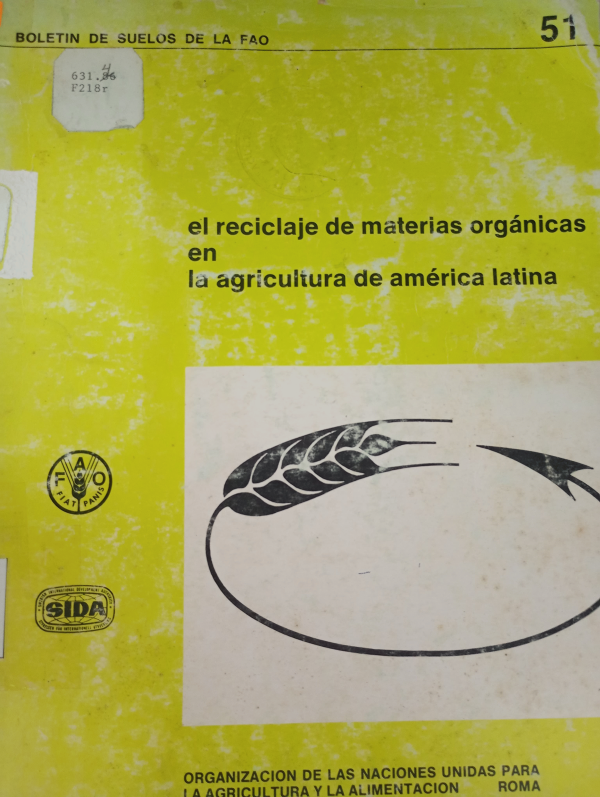 BOLETIN DE SUELOS DE LA FAO
51
631.86
4
F218r
el reciclaje de materias orgánicas
en
la agricultura de américa latina
FAO
FIAT PANIS
SIDA
ORGANIZACION DE LAS NACIONES UNIDAS PARA
LA AGRICULTURA Y LA ALIMENTACION ROMA